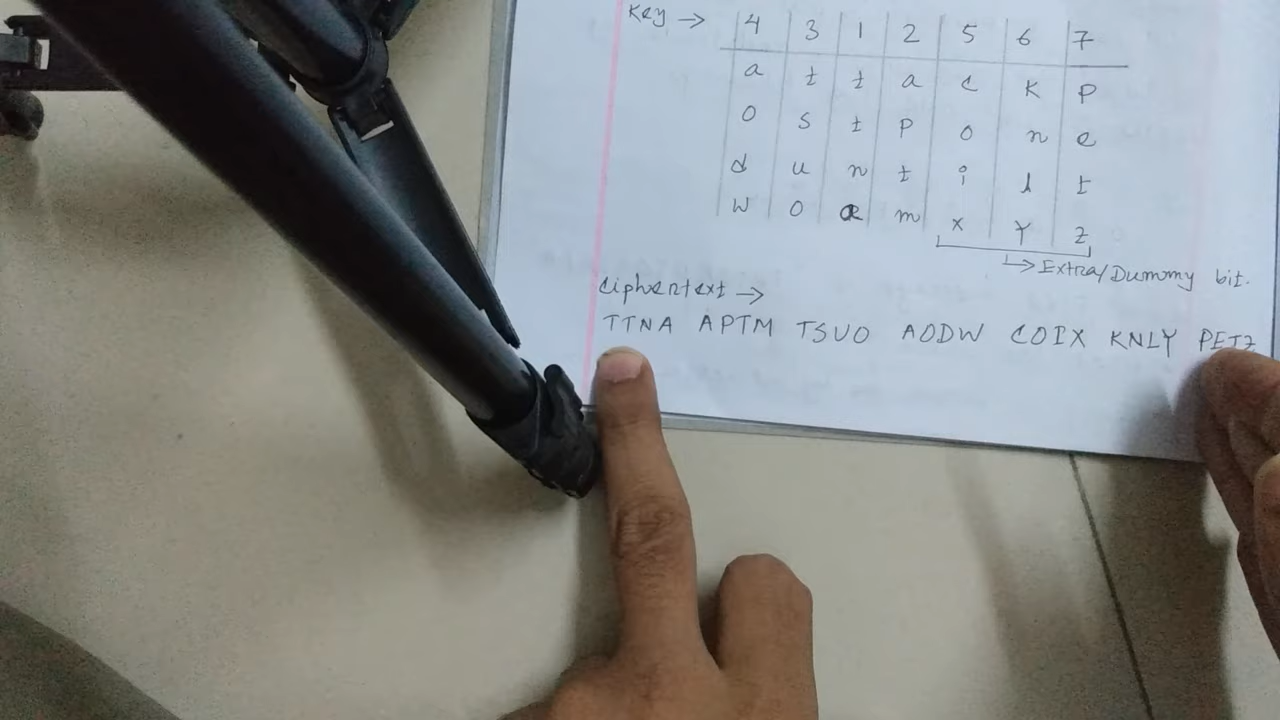 Key → 4 3 1 2 5 6 7
a t t a c k p
o s t p o n e
d u n t i l t
w o a m x y z
→ Extra/Dummy bit.
ciphertext →
TTNA APTM TSUO AODW COIX KNLY PETZ